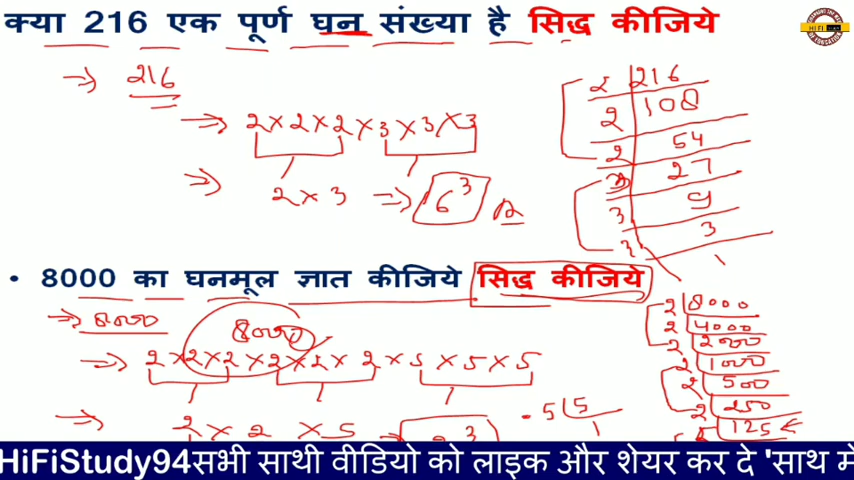 क्या 216 एक पूर्ण घन संख्या है सिद्ध कीजिये
HiFi
⇒ 216
⇒ 2×2×2×3×3×3
⇒ 2×3 ⇒ 6³
2 | 216
2 | 108
2 | 54
3 | 27
3 | 9
3 | 3
1
• 8000 का घनमूल ज्ञात कीजिये सिद्ध कीजिये
⇒ 8000
8000
⇒ 2×2×2×2×2×2×5×5×5
⇒ 2 × 2 × 5
2 | 8000
2 | 4000
2 | 2000
2 | 1000
2 | 500
2 | 250
125
5 | 5
1
HiFiStudy94सभी साथी वीडियो को लाइक और शेयर कर दे 'साथ में